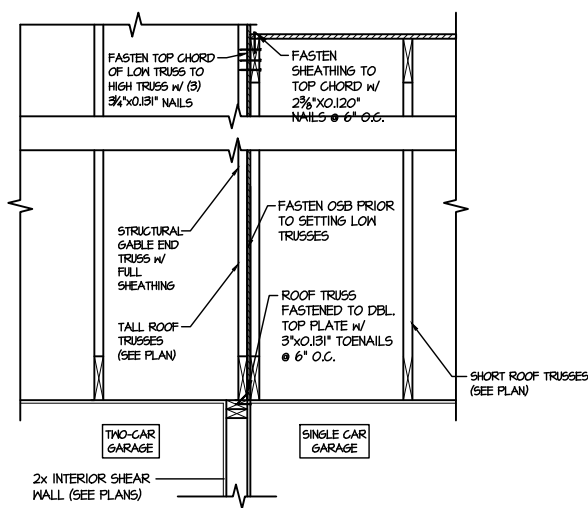 FASTEN TOP CHORD
OF LOW TRUSS TO
HIGH TRUSS W/ (3)
3¼"X0.131" NAILS
FASTEN
SHEATHING TO
TOP CHORD W/
2⅜"X0.120"
NAILS @ 6" O.C.
STRUCTURAL
GABLE END
TRUSS W/
FULL
SHEATHING
FASTEN OSB PRIOR
TO SETTING LOW
TRUSSES
TALL ROOF
TRUSSES
(SEE PLAN)
ROOF TRUSS
FASTENED TO DBL.
TOP PLATE W/
3"X0.131" TOENAILS
@ 6" O.C.
SHORT ROOF TRUSSES
(SEE PLAN)
TWO-CAR
GARAGE
SINGLE CAR
GARAGE
2x INTERIOR SHEAR
WALL (SEE PLANS)